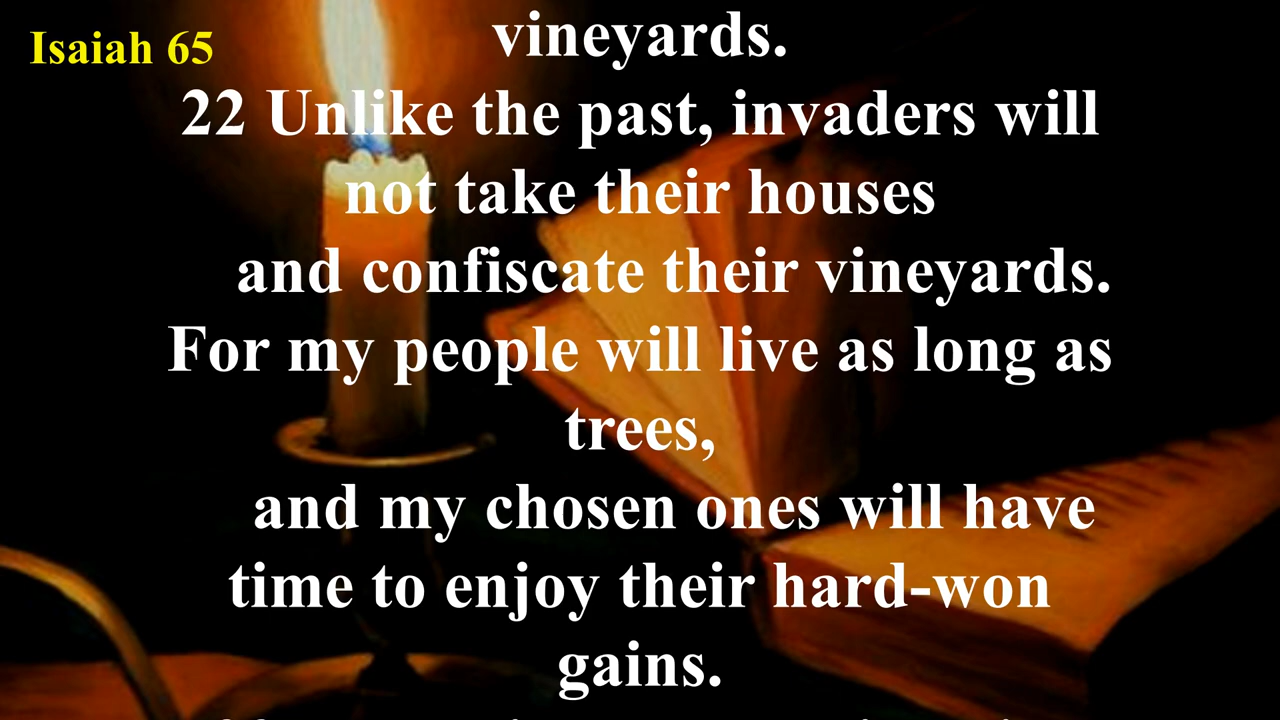 Isaiah 65
vineyards.
22 Unlike the past, invaders will
not take their houses
and confiscate their vineyards.
For my people will live as long as
trees,
and my chosen ones will have
time to enjoy their hard-won
gains.